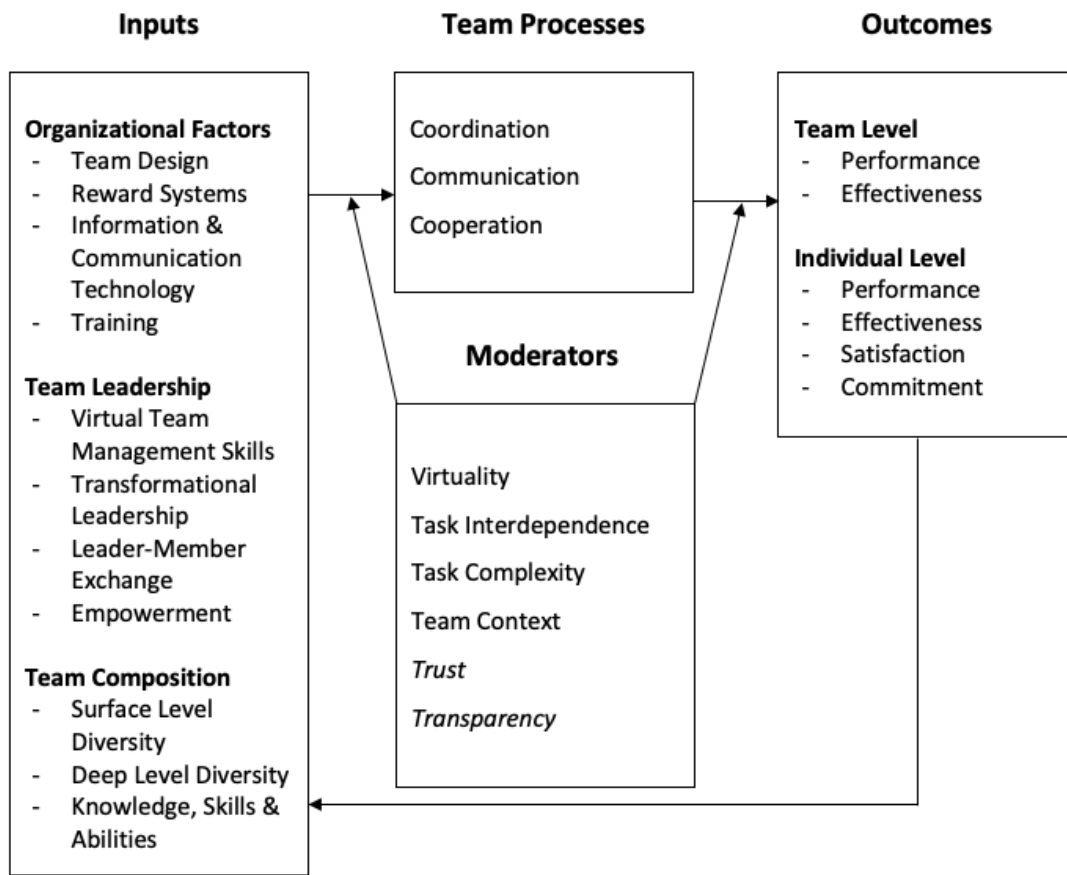 Inputs
Organizational Factors
- Team Design
- Reward Systems
- Information &
Communication
Technology
- Training
Team Leadership
- Virtual Team
Management Skills
- Transformational
Leadership
- Leader-Member
Exchange
- Empowerment
Team Composition
- Surface Level
Diversity
- Deep Level Diversity
- Knowledge, Skills &
Abilities
Team Processes
Coordination
Communication
Cooperation
Moderators
Virtuality
Task Interdependence
Task Complexity
Team Context
Trust
Transparency
Outcomes
Team Level
- Performance
- Effectiveness
Individual Level
- Performance
- Effectiveness
- Satisfaction
- Commitment